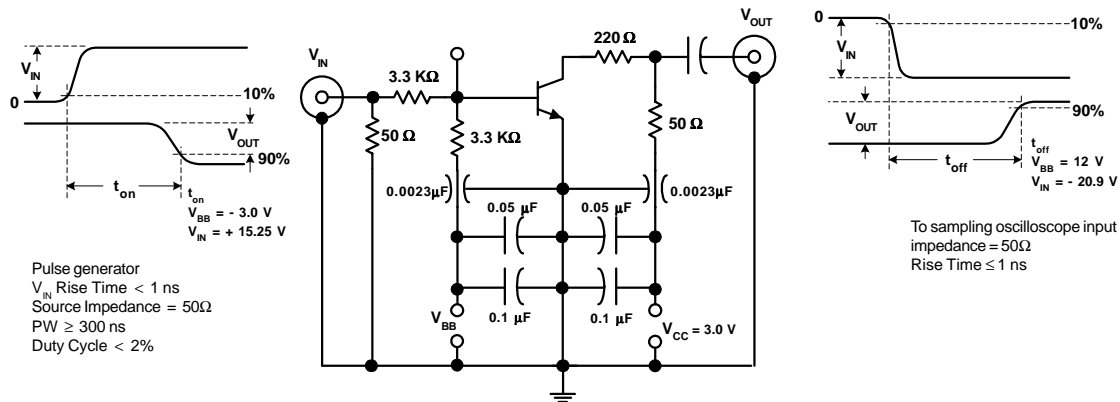 0
V_IN
10%
V_OUT
90%
t_on
t_on
V_BB = - 3.0 V
V_IN = + 15.25 V
Pulse generator
V_IN Rise Time < 1 ns
Source Impedance = 50Ω
PW ≥ 300 ns
Duty Cycle < 2%
V_IN
3.3 KΩ
50 Ω
3.3 KΩ
220 Ω
V_OUT
50 Ω
0.0023μF
0.0023μF
0.05 μF
0.05 μF
0.1 μF
0.1 μF
V_BB
V_CC = 3.0 V
0
V_IN
10%
V_OUT
90%
t_off
t_off
V_BB = 12 V
V_IN = - 20.9 V
To sampling oscilloscope input
impedance = 50Ω
Rise Time ≤ 1 ns